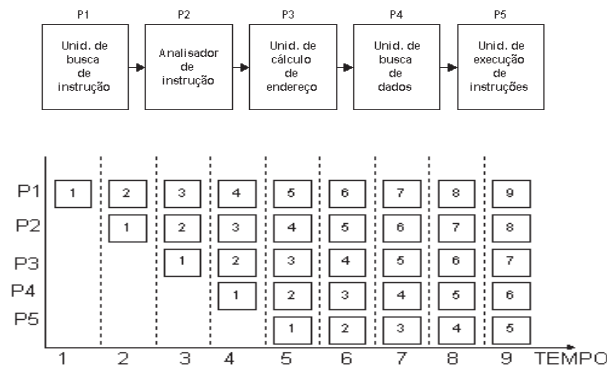 P1 P2 P3 P4 P5
Unid. de
busca
de
instrução
Analisador
de
instrução
Unid. de
cálculo
de
endereço
Unid. de
busca
de
dados
Unid. de
execução
de
instruções
P1 1 2 3 4 5 6 7 8 9
P2 1 2 3 4 5 6 7 8
P3 1 2 3 4 5 6 7
P4 1 2 3 4 5 6
P5 1 2 3 4 5
1 2 3 4 5 6 7 8 9 TEMPO